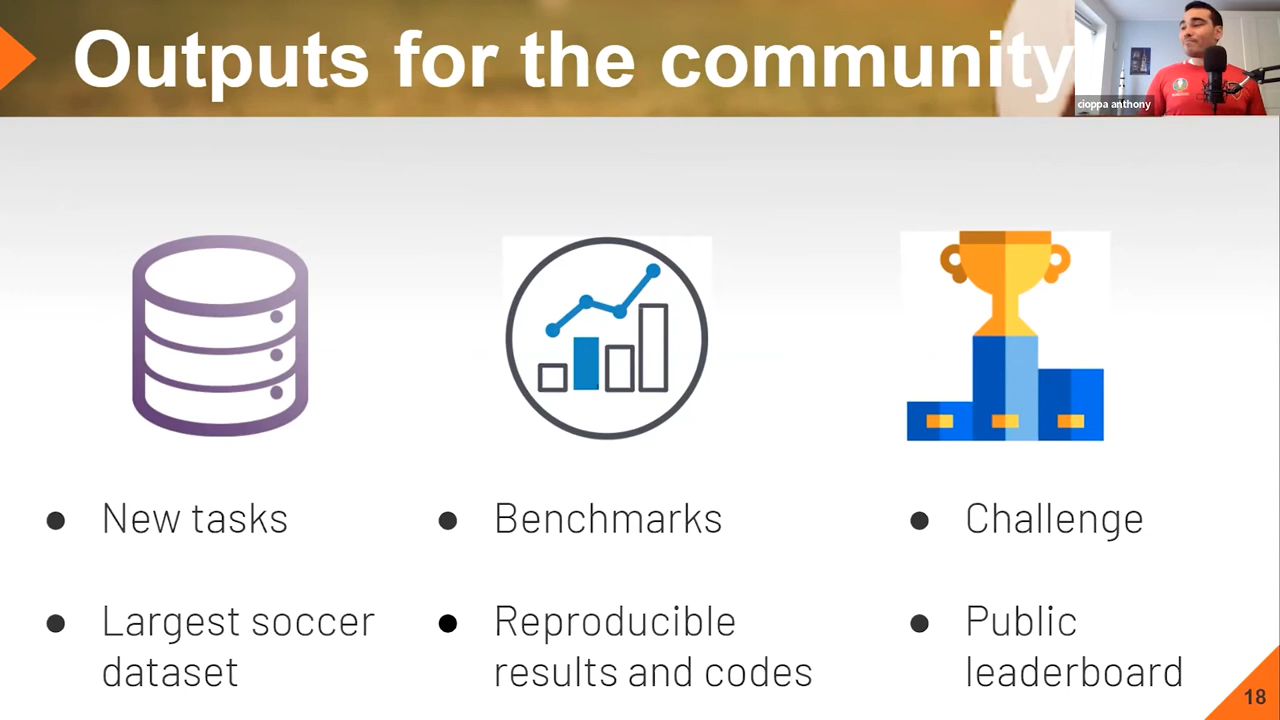 Outputs for the community
cioppa anthony
● New tasks
● Largest soccer
dataset
● Benchmarks
● Reproducible
results and codes
● Challenge
● Public
leaderboard
18